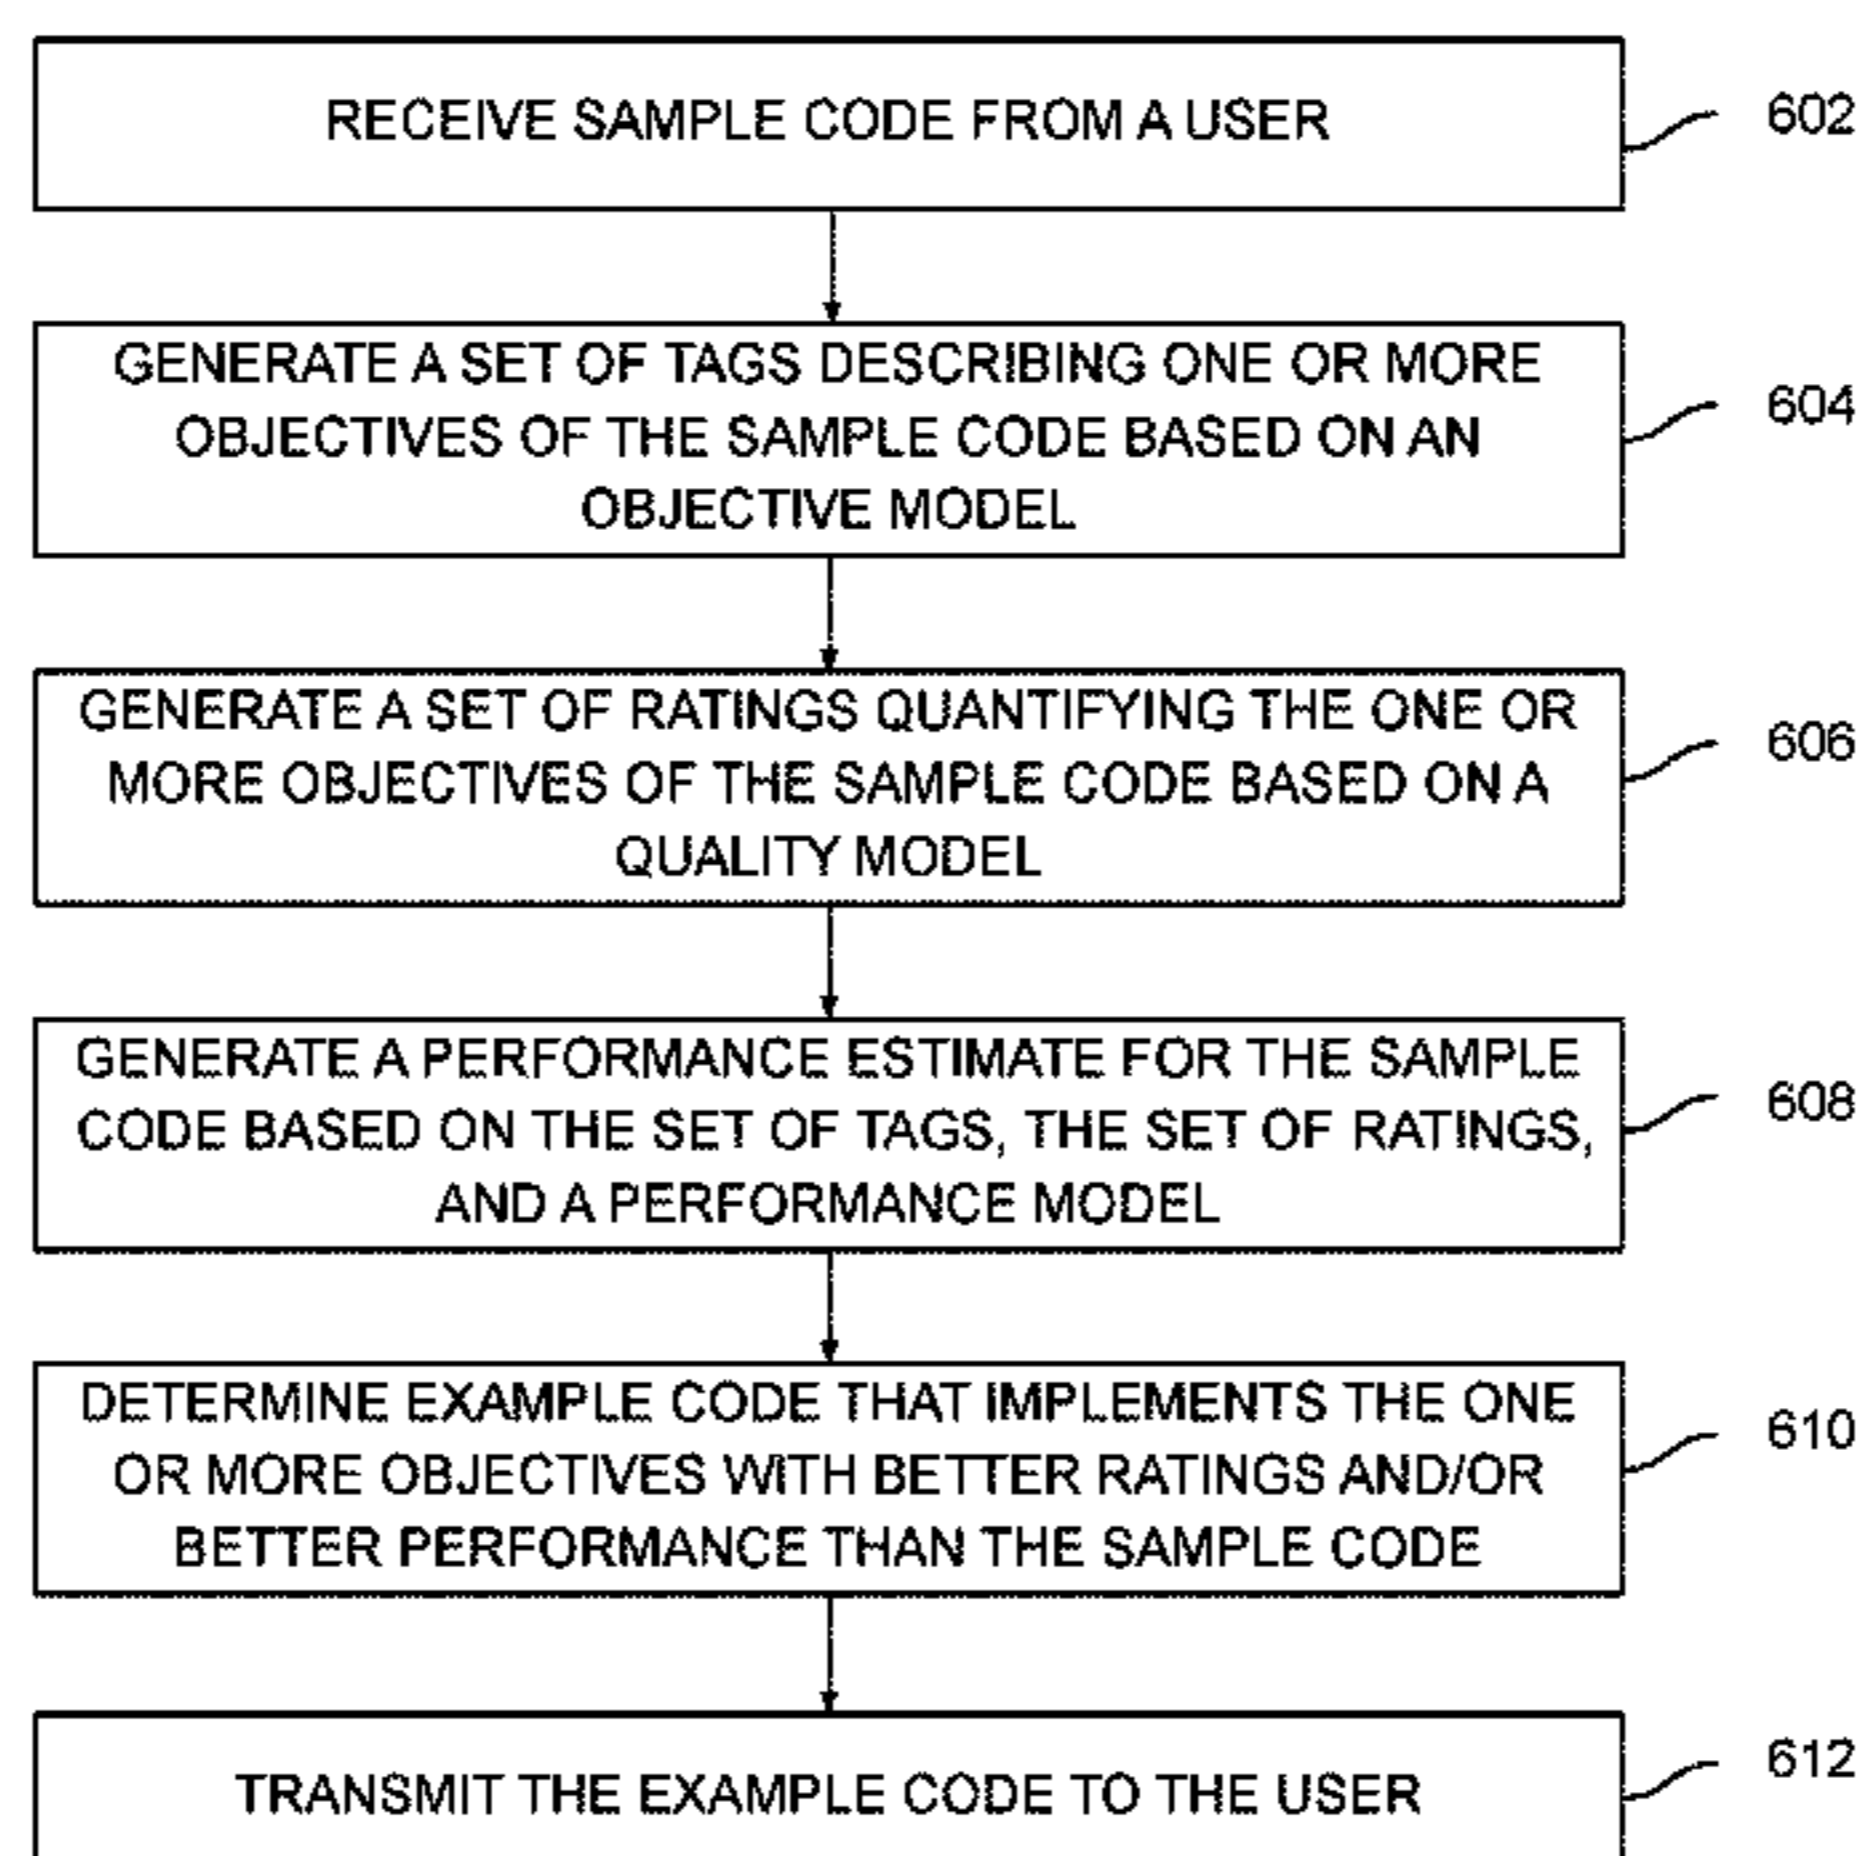 RECEIVE SAMPLE CODE FROM A USER
602
GENERATE A SET OF TAGS DESCRIBING ONE OR MORE
OBJECTIVES OF THE SAMPLE CODE BASED ON AN
OBJECTIVE MODEL
604
GENERATE A SET OF RATINGS QUANTIFYING THE ONE OR
MORE OBJECTIVES OF THE SAMPLE CODE BASED ON A
QUALITY MODEL
606
GENERATE A PERFORMANCE ESTIMATE FOR THE SAMPLE
CODE BASED ON THE SET OF TAGS, THE SET OF RATINGS,
AND A PERFORMANCE MODEL
608
DETERMINE EXAMPLE CODE THAT IMPLEMENTS THE ONE
OR MORE OBJECTIVES WITH BETTER RATINGS AND/OR
BETTER PERFORMANCE THAN THE SAMPLE CODE
610
TRANSMIT THE EXAMPLE CODE TO THE USER
612